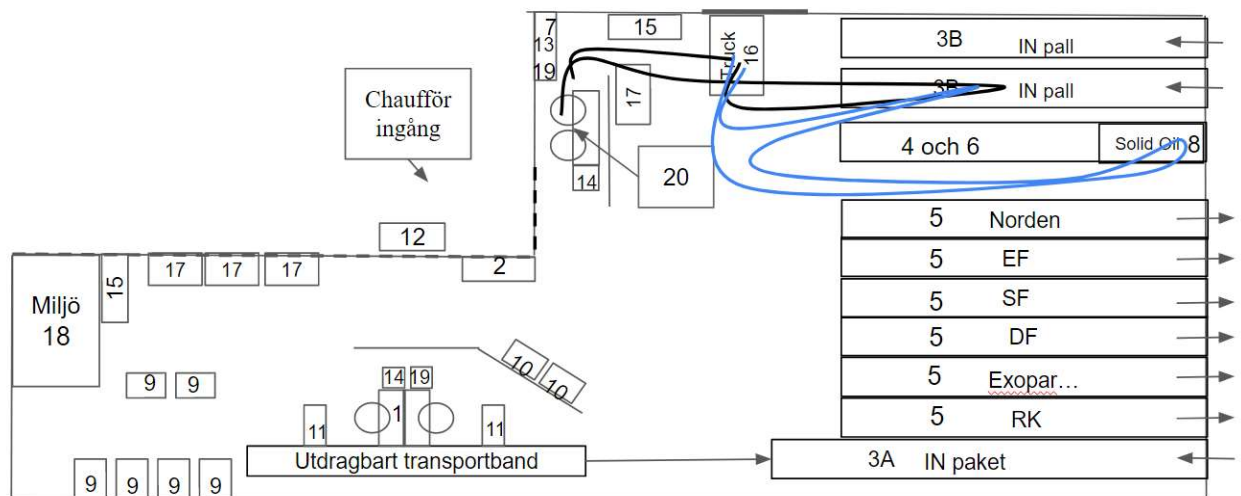 7
13
19
15
Truck
16
3B IN pall
3B IN pall
17
Chaufför
ingång
4 och 6
Solid Oil 8
14
20
5 Norden
12
2
5 EF
17
17
17
15
Miljö
18
5 SF
5 DF
10
10
9
9
14
19
5 Exopar…
1
11
11
5 RK
Utdragbart transportband
3A IN paket
9
9
9
9